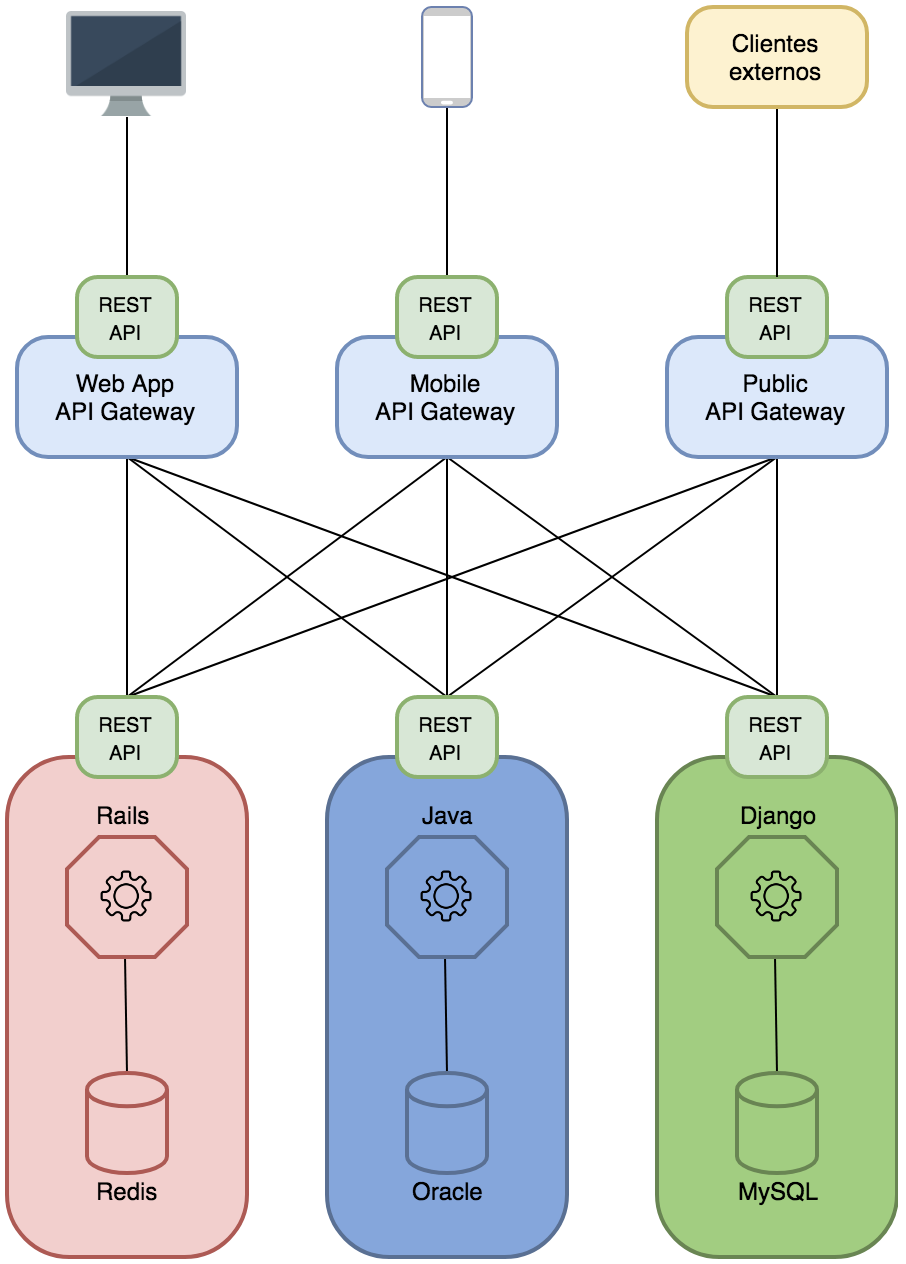 Clientes
externos
REST
API
Web App
API Gateway
REST
API
Mobile
API Gateway
REST
API
Public
API Gateway
REST
API
Rails
Redis
REST
API
Java
Oracle
REST
API
Django
MySQL